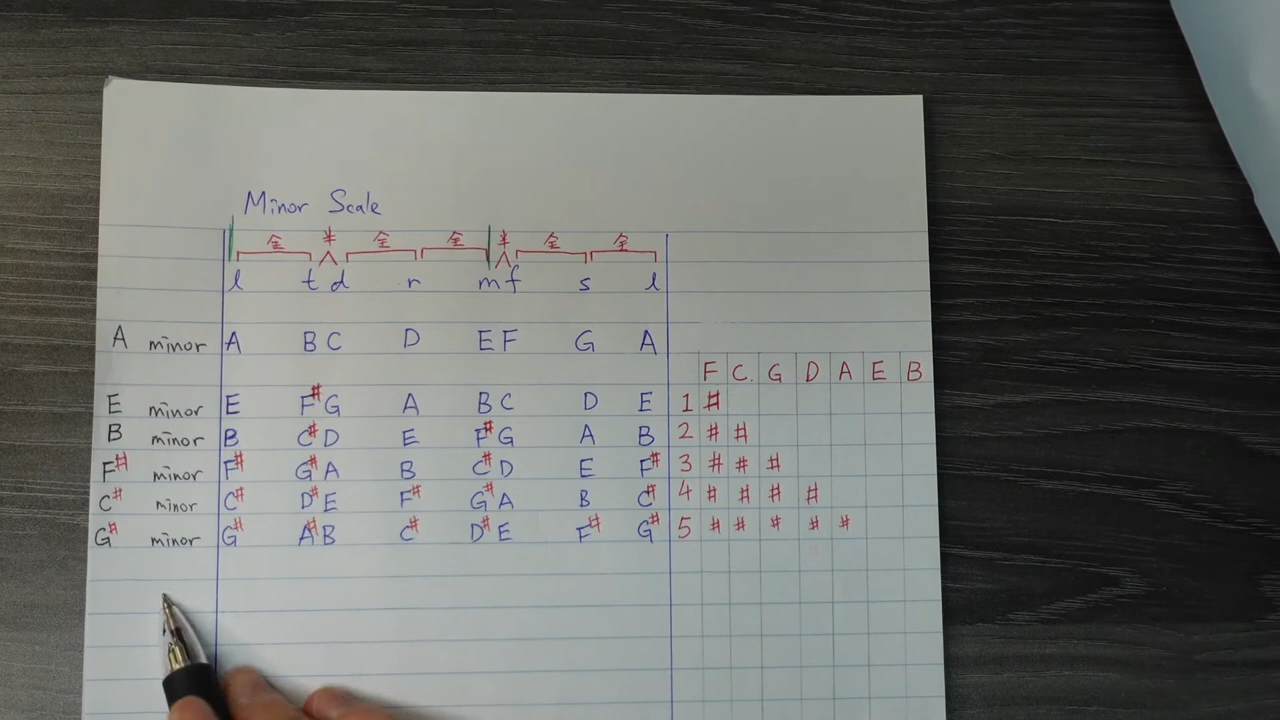 Minor Scale
全 半 全 全 半 全 全
l t d r m f s l
A minor A B C D E F G A
F C. G D A E B
E minor E F# G A B C D E 1 #
B minor B C# D E F# G A B 2 # #
F# minor F# G# A B C# D E F# 3 # # #
C# minor C# D# E F# G# A B C# 4 # # # #
G# minor G# A# B C# D# E F# G# 5 # # # # #